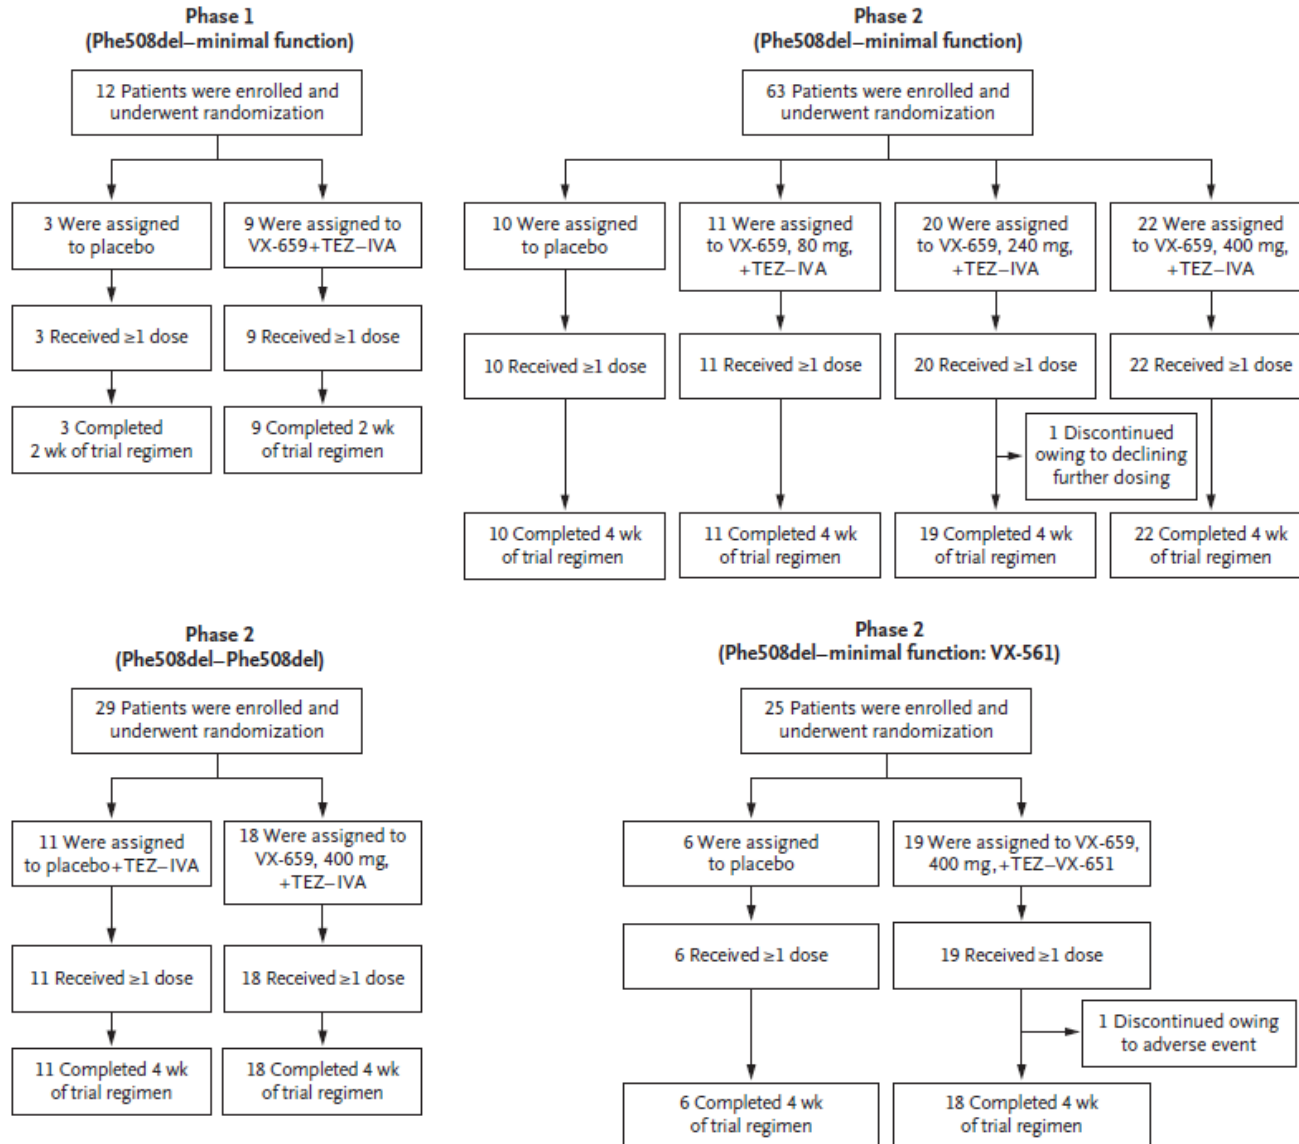 Phase 1
(Phe508del–minimal function)
12 Patients were enrolled and
underwent randomization
3 Were assigned
to placebo
9 Were assigned to
VX-659+TEZ–IVA
3 Received ≥1 dose
9 Received ≥1 dose
3 Completed
2 wk of trial regimen
9 Completed 2 wk
of trial regimen
Phase 2
(Phe508del–minimal function)
63 Patients were enrolled and
underwent randomization
10 Were assigned
to placebo
11 Were assigned
to VX-659, 80 mg,
+TEZ–IVA
20 Were assigned
to VX-659, 240 mg,
+TEZ–IVA
22 Were assigned
to VX-659, 400 mg,
+TEZ–IVA
10 Received ≥1 dose
11 Received ≥1 dose
20 Received ≥1 dose
22 Received ≥1 dose
1 Discontinued
owing to declining
further dosing
10 Completed 4 wk
of trial regimen
11 Completed 4 wk
of trial regimen
19 Completed 4 wk
of trial regimen
22 Completed 4 wk
of trial regimen
Phase 2
(Phe508del–Phe508del)
29 Patients were enrolled and
underwent randomization
11 Were assigned
to placebo+TEZ–IVA
18 Were assigned to
VX-659, 400 mg,
+TEZ–IVA
11 Received ≥1 dose
18 Received ≥1 dose
11 Completed 4 wk
of trial regimen
18 Completed 4 wk
of trial regimen
Phase 2
(Phe508del–minimal function: VX-561)
25 Patients were enrolled and
underwent randomization
6 Were assigned
to placebo
19 Were assigned to VX-659,
400 mg,+TEZ–VX-651
6 Received ≥1 dose
19 Received ≥1 dose
1 Discontinued owing
to adverse event
6 Completed 4 wk
of trial regimen
18 Completed 4 wk
of trial regimen